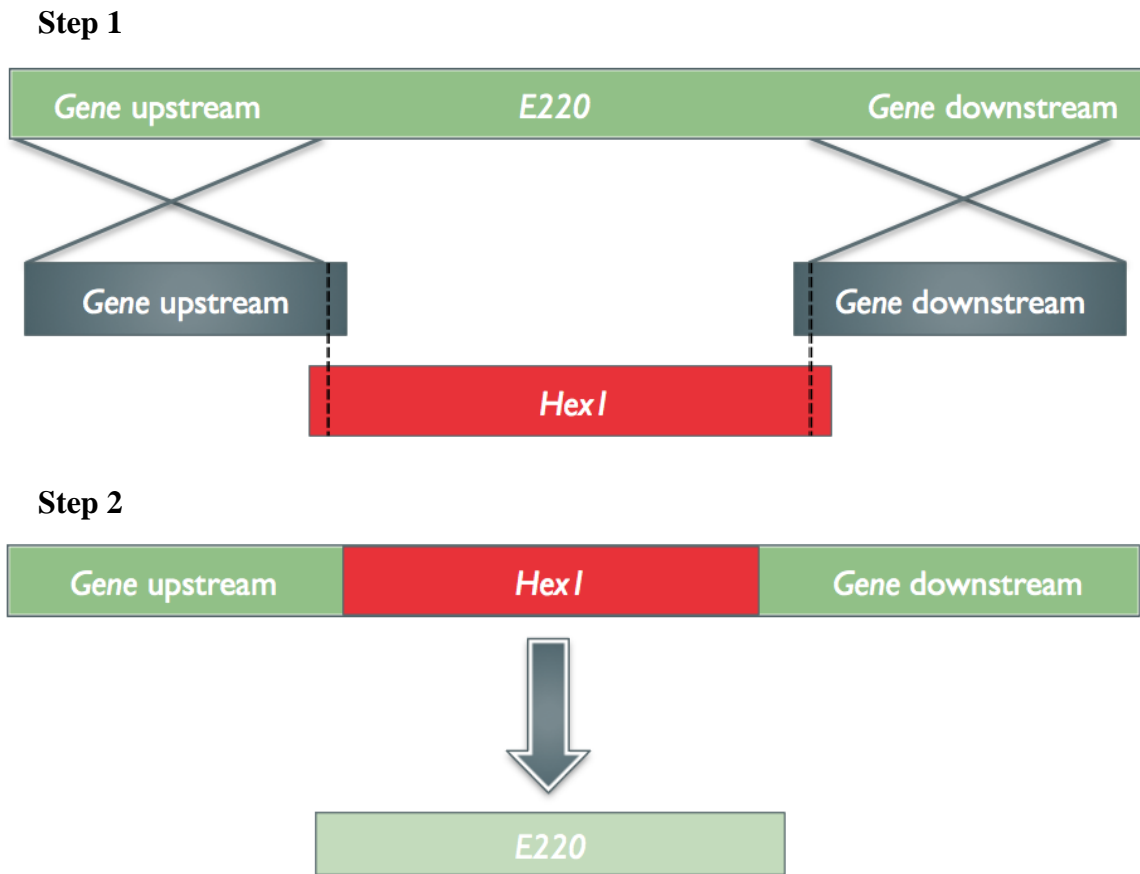 Step 1
Gene upstream E220 Gene downstream
Gene upstream Gene downstream
Hex1
Step 2
Gene upstream Hex1 Gene downstream
E220